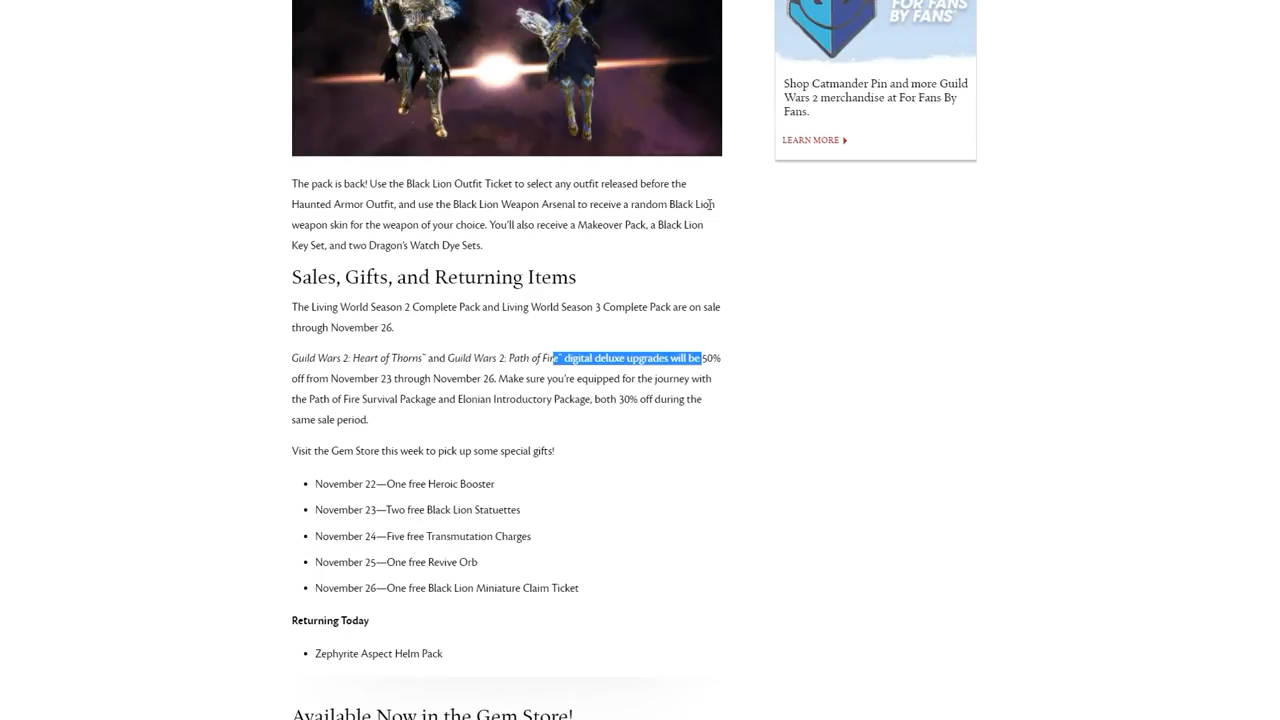 FOR FANS
BY FANS™
Shop Catmander Pin and more Guild
Wars 2 merchandise at For Fans By
Fans.
LEARN MORE
The pack is back! Use the Black Lion Outfit Ticket to select any outfit released before the
Haunted Armor Outfit, and use the Black Lion Weapon Arsenal to receive a random Black Lion
weapon skin for the weapon of your choice. You'll also receive a Makeover Pack, a Black Lion
Key Set, and two Dragon's Watch Dye Sets.
Sales, Gifts, and Returning Items
The Living World Season 2 Complete Pack and Living World Season 3 Complete Pack are on sale
through November 26.
Guild Wars 2: Heart of Thorns™ and Guild Wars 2: Path of Fire™ digital deluxe upgrades will be 50%
off from November 23 through November 26. Make sure you're equipped for the journey with
the Path of Fire Survival Package and Elonian Introductory Package, both 30% off during the
same sale period.
Visit the Gem Store this week to pick up some special gifts!
• November 22—One free Heroic Booster
• November 23—Two free Black Lion Statuettes
• November 24—Five free Transmutation Charges
• November 25—One free Revive Orb
• November 26—One free Black Lion Miniature Claim Ticket
Returning Today
• Zephyrite Aspect Helm Pack
Available Now in the Gem Store!